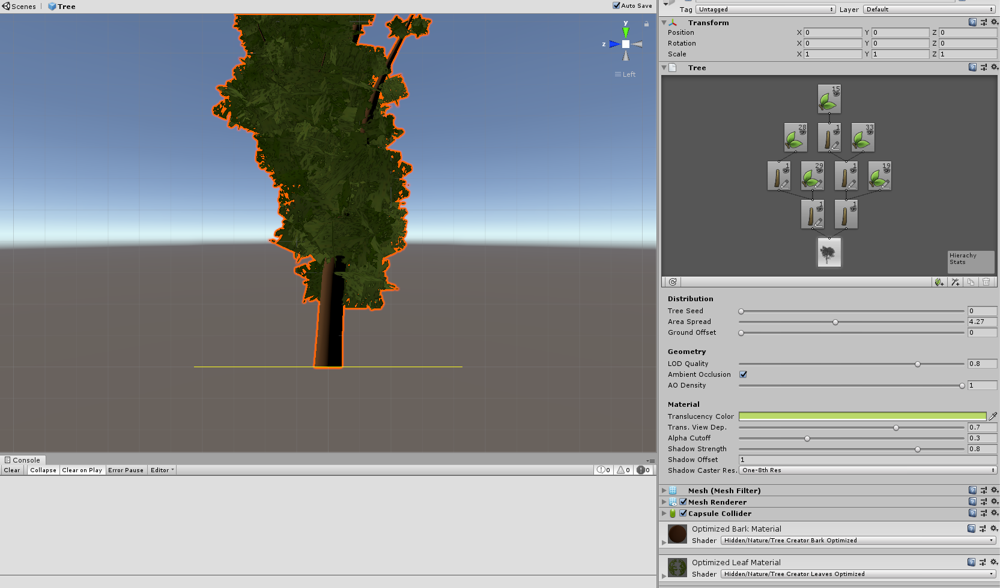 Scenes
Tree
Auto Save
y
z
Left
Console
Clear
Collapse
Clear on Play
Error Pause
Editor
0
0
0
Tag
Untagged
Layer
Default
Transform
Position X 0 Y 0 Z 0
Rotation X 0 Y 0 Z 0
Scale X 1 Y 1 Z 1
Tree
15
28 1 33
1 29 1 19
1 1
Hierachy
Stats
Distribution
Tree Seed 0
Area Spread 4.27
Ground Offset 0
Geometry
LOD Quality 0.8
Ambient Occlusion
AO Density 1
Material
Translucency Color
Trans. View Dep. 0.7
Alpha Cutoff 0.3
Shadow Strength 0.8
Shadow Offset 1
Shadow Caster Res. One-8th Res
Mesh (Mesh Filter)
Mesh Renderer
Capsule Collider
Optimized Bark Material
Shader Hidden/Nature/Tree Creator Bark Optimized
Optimized Leaf Material
Shader Hidden/Nature/Tree Creator Leaves Optimized